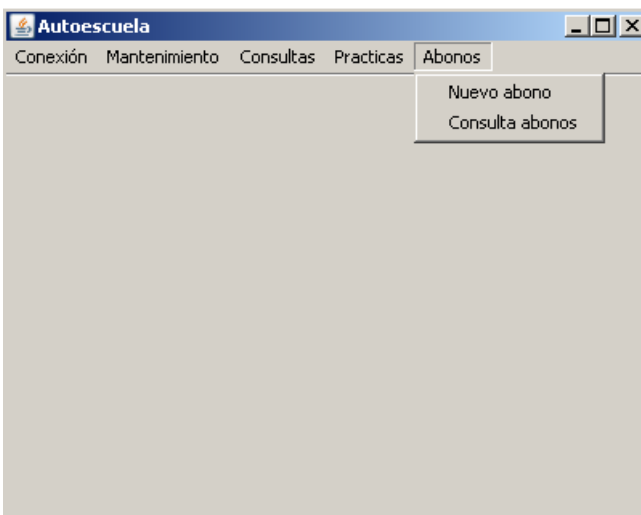 Autoescuela
Conexión Mantenimiento Consultas Practicas Abonos
Nuevo abono
Consulta abonos